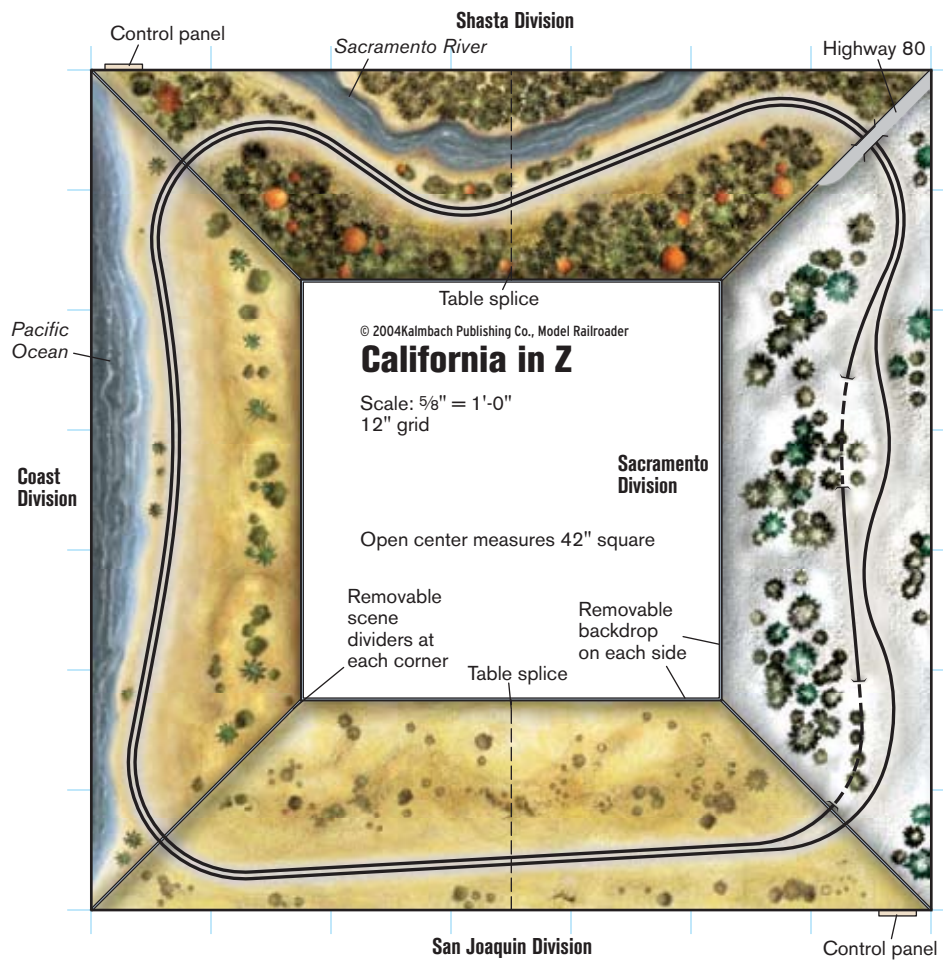 Shasta Division
Control panel
Sacramento River
Highway 80
Table splice
© 2004Kalmbach Publishing Co., Model Railroader
California in Z
Scale: 5⁄8" = 1'-0"
12" grid
Pacific
Ocean
Coast
Division
Sacramento
Division
Open center measures 42" square
Removable
scene
dividers at
each corner
Removable
backdrop
on each side
Table splice
San Joaquin Division
Control panel